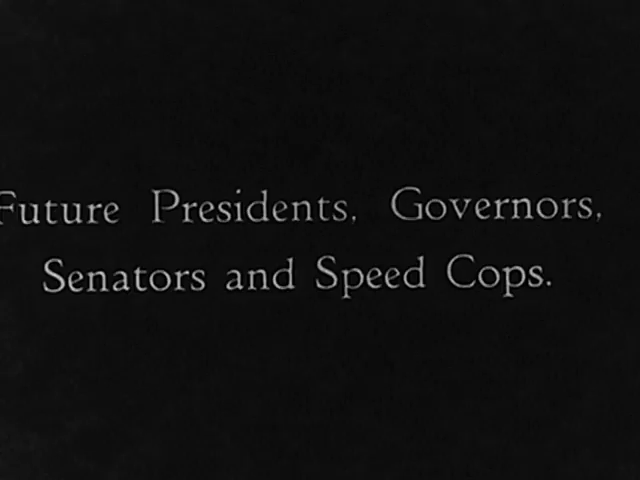 Future Presidents, Governors,
Senators and Speed Cops.